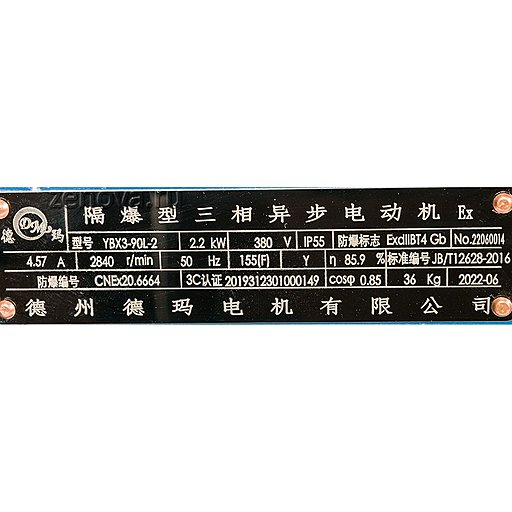 zenova.ru
隔爆型三相异步电动机 Ex
德 DM 玛
型号 YBX3-90L-2 2.2 kW 380 V IP55 防爆标志 ExdIIBT4 Gb No.22060014
4.57 A 2840 r/min 50 Hz 155(F) Y η 85.9 % 标准编号 JB/T12628-2016
防爆编号 CNEx20.6664 3C认证 2019312301000149 cosφ 0.85 36 Kg 2022-06
德州德玛电机有限公司